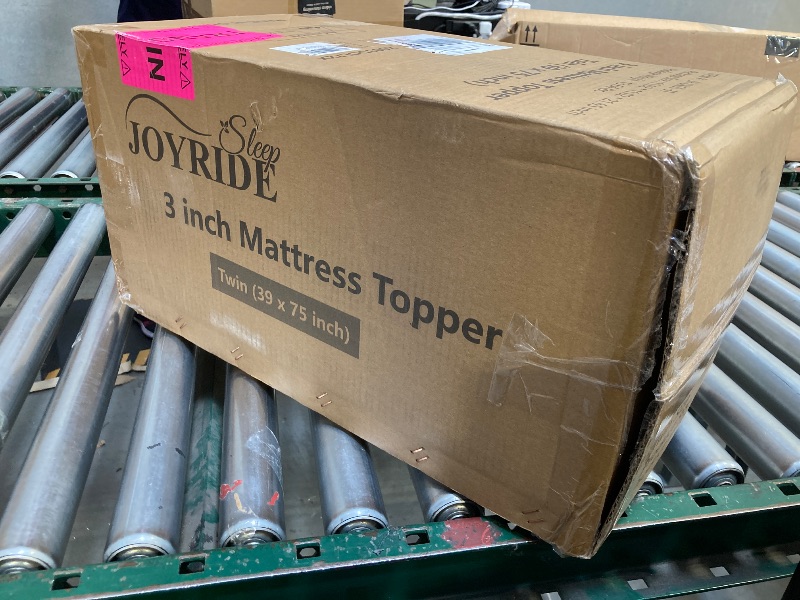 IN
Sleep
JOYRIDE
3 inch Mattress Topper
Twin (39 x 75 inch)